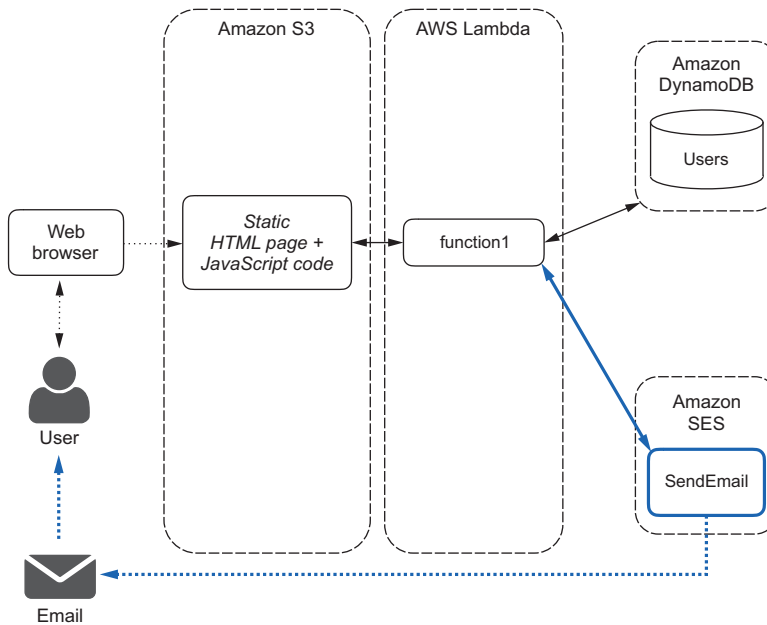 Amazon S3
AWS Lambda
Amazon
DynamoDB
Users
Web
browser
Static
HTML page +
JavaScript code
function1
User
Amazon
SES
SendEmail
Email